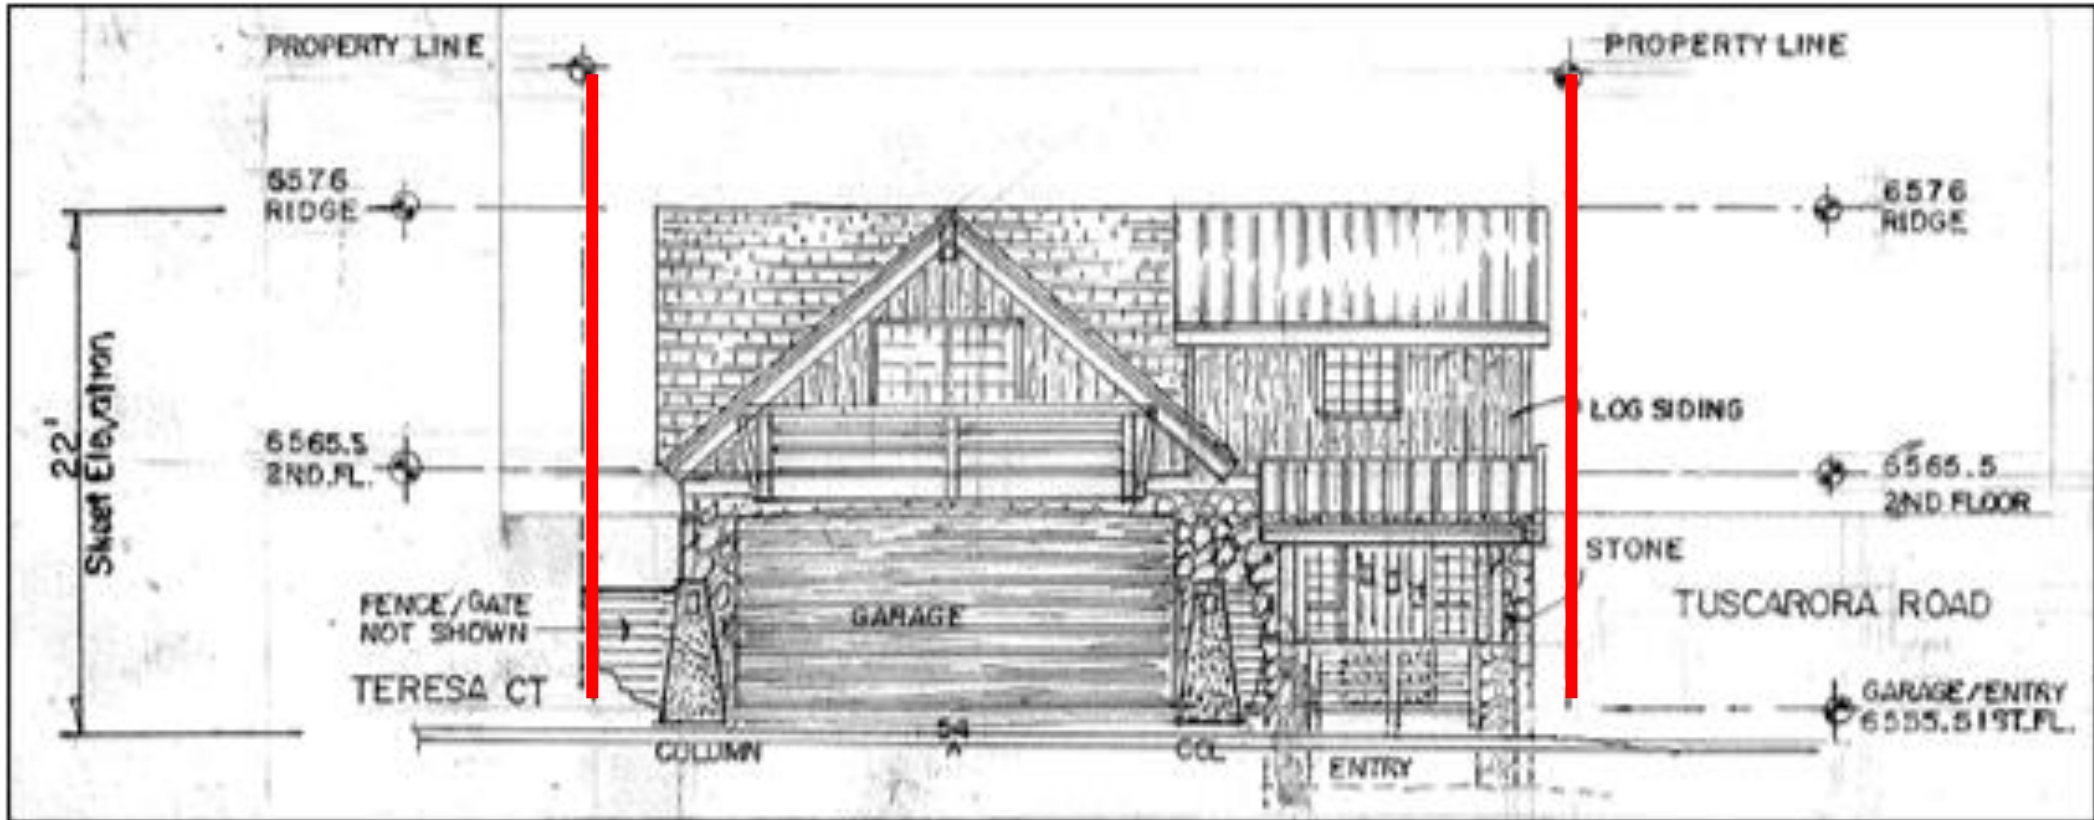 PROPERTY LINE
PROPERTY LINE
6576
RIDGE
6576
RIDGE
22'
Street Elevation
6565.5
2ND.FL.
LOG SIDING
6565.5
2ND FLOOR
STONE
FENCE/GATE
NOT SHOWN
GARAGE
TUSCARORA ROAD
TERESA CT
GARAGE/ENTRY
6555.5 1ST.FL.
54
COLUMN
COL
ENTRY